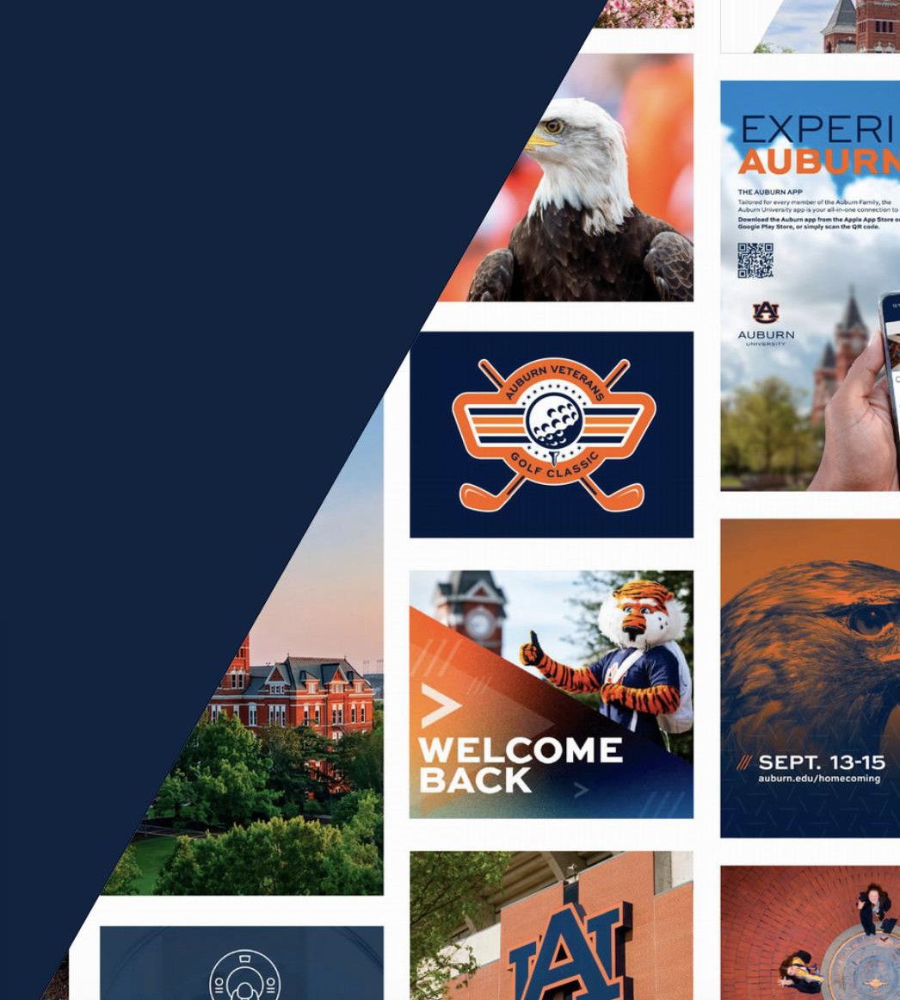 AUBURN VETERANS
GOLF CLASSIC
WELCOME
BACK
EXPERI
AUBURN
THE AUBURN APP
Tailored for every member of the Auburn Family, the
Auburn University app is your all-in-one connection to
Download the Auburn app from the Apple App Store or
Google Play Store, or simply scan the QR code.
AU
AUBURN
UNIVERSITY
SEPT. 13-15
auburn.edu/homecoming
AU